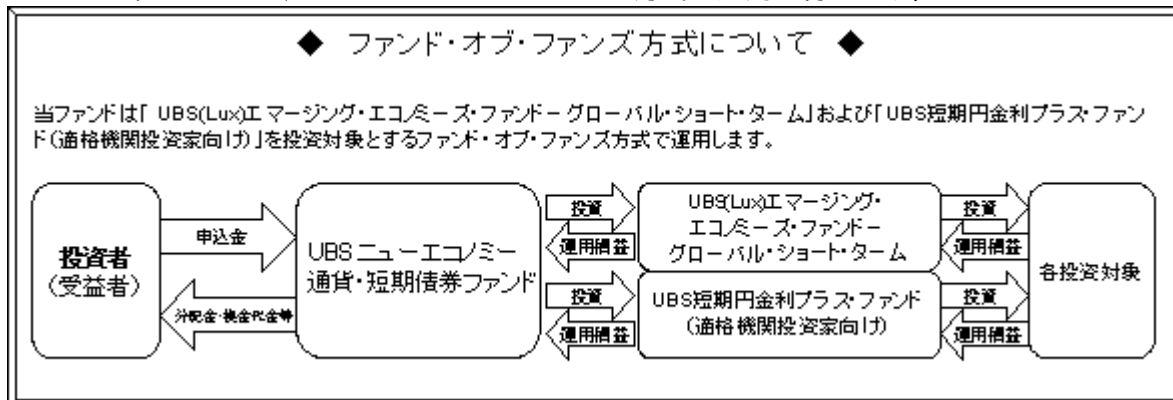 ◆ ファンド・オブ・ファンズ方式について ◆
当ファンドは「 UBS(Lux)エマージング・エコノミーズ・ファンド－グローバル・ショート・ターム」および「UBS短期円金利プラス・ファン
ド(適格機関投資家向け)」を投資対象とするファンド・オブ・ファンズ方式で運用します。
投資者
(受益者)
申込金
分配金・換金代金等
UBS ニューエコノミー
通貨・短期債券ファンド
投資
運用損益
投資
運用損益
UBS(Lux)エマージング・
エコノミーズ・ファンド－
グローバル・ショート・ターム
UBS短期円金利プラス・ファンド
(適格機関投資家向け)
投資
運用損益
投資
運用損益
各投資対象